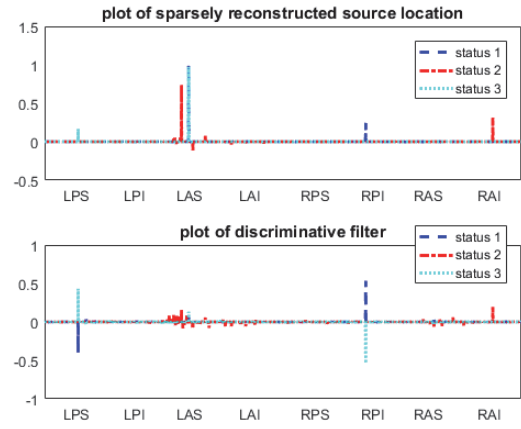 plot of sparsely reconstructed source location
1.5
1
0.5
0
-0.5
status 1
status 2
status 3
LPS LPI LAS LAI RPS RPI RAS RAI
plot of discriminative filter
1
0.5
0
-0.5
-1
status 1
status 2
status 3
LPS LPI LAS LAI RPS RPI RAS RAI